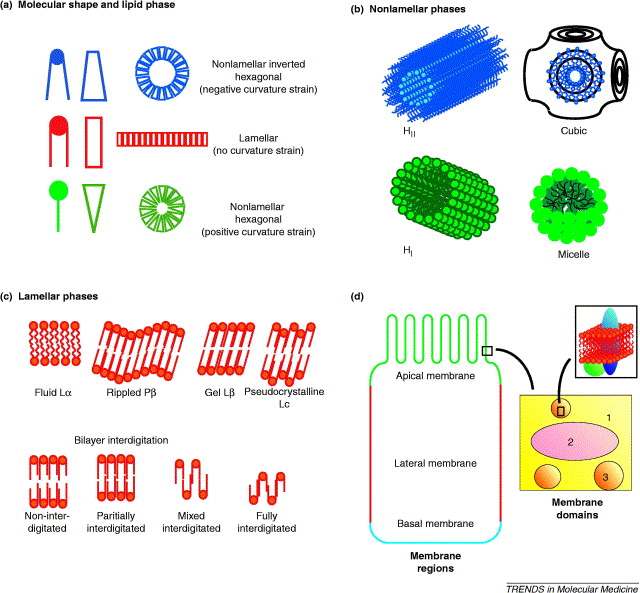 (a) Molecular shape and lipid phase
Nonlamellar inverted
hexagonal
(negative curvature strain)
Lamellar
(no curvature strain)
Nonlamellar
hexagonal
(positive curvature strain)
(b) Nonlamellar phases
HII
Cubic
HI
Micelle
(c) Lamellar phases
Fluid Lα
Rippled Pβ
Gel Lβ
Pseudocrystalline
Lc
Bilayer interdigitation
Non-inter-
digitated
Partially
interdigitated
Mixed
interdigitated
Fully
interdigitated
(d)
Apical membrane
Lateral membrane
Basal membrane
Membrane
regions
1
2
3
Membrane
domains
TRENDS in Molecular Medicine